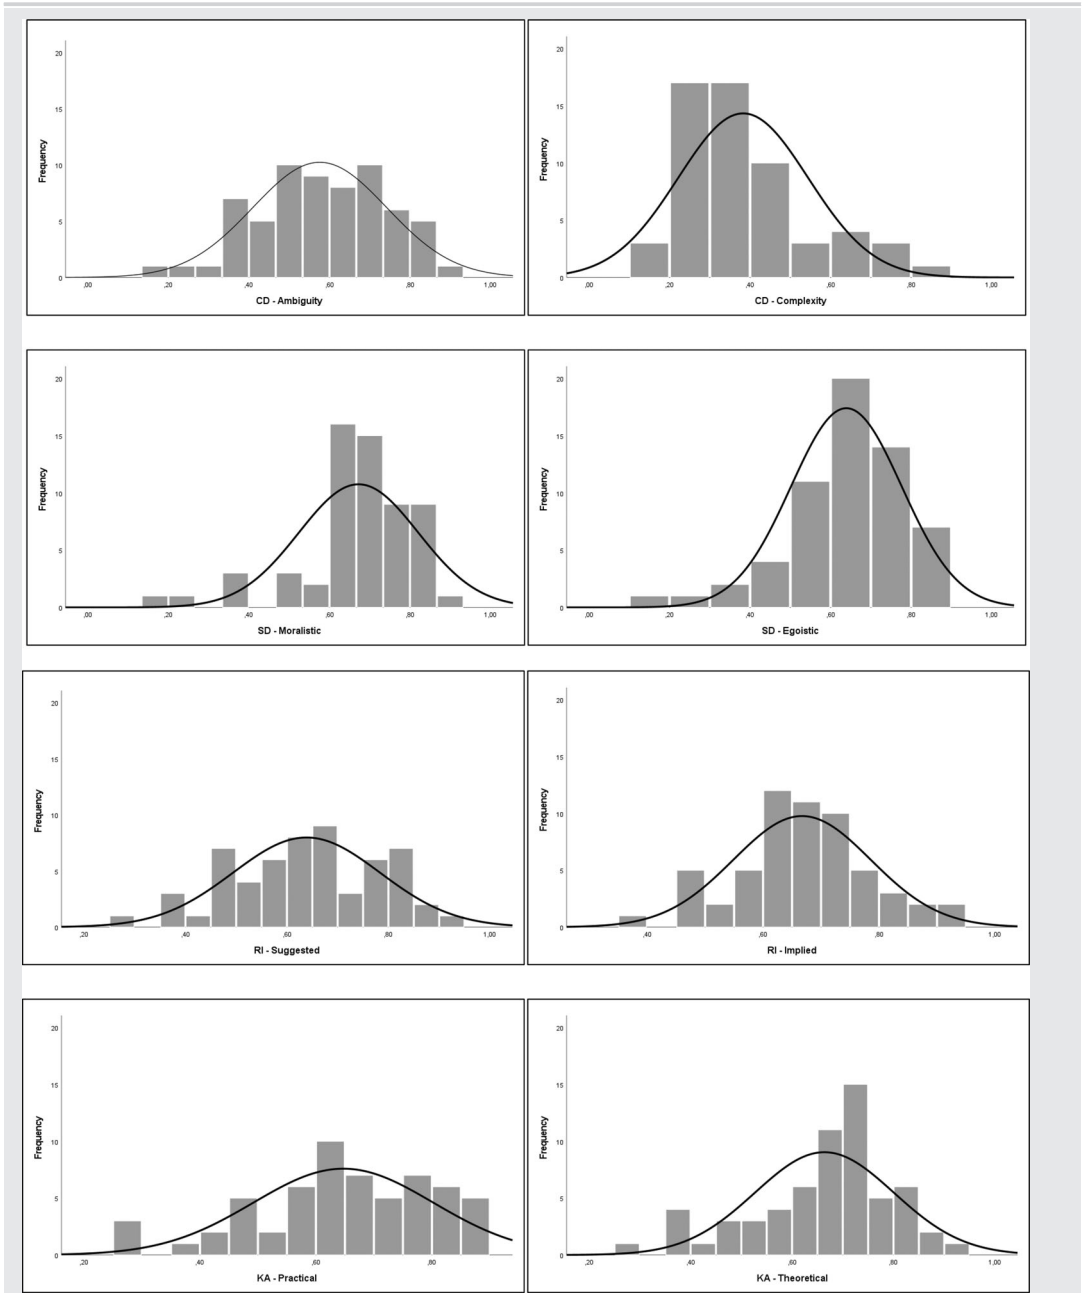 20
15
10
5
0
Frequency
,00 ,20 ,40 ,60 ,80 1,00
CD - Ambiguity
20
15
10
5
0
Frequency
,00 ,20 ,40 ,60 ,80 1,00
CD - Complexity
20
15
10
5
0
Frequency
,00 ,20 ,40 ,60 ,80 1,00
SD - Moralistic
20
15
10
5
0
Frequency
,00 ,20 ,40 ,60 ,80 1,00
SD - Egoistic
20
15
10
5
0
Frequency
,20 ,40 ,60 ,80 1,00
RI - Suggested
20
15
10
5
0
Frequency
,40 ,60 ,80 1,00
RI - Implied
20
15
10
5
0
Frequency
,20 ,40 ,60 ,80
KA - Practical
20
15
10
5
0
Frequency
,20 ,40 ,60 ,80 1,00
KA - Theoretical